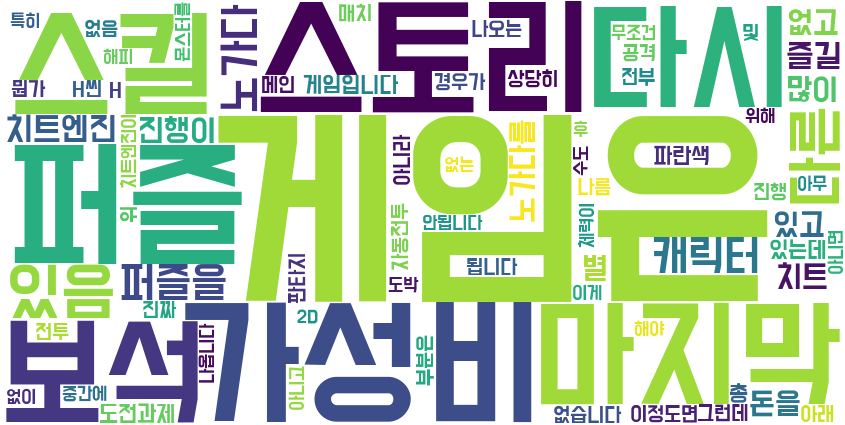 특히 없음 매치 나오는 무조건 및 없고
스킬 해피 몬스터를 노가다 스토리 공격 다시 즐길
뭔가 H씬 H 메인 게임입니다 경우가 상당히 전부 많이
치트엔진 치트엔진이 진행이 위해
퍼즐 게임은 아니라 없는 노가다를 후 수도 파란색 나름 런 아무
위 자동전투 안됩니다 체력이 진행
있음 퍼즐을 판타지 도박 됩니다 별 캐릭터 있고 있는데 아니면
진짜 2D 이게 치트
보석 전투 나옵니다 가성비 부분은 마지막 해야
없이 중간에 아니고 총 돈을
도전과제 없습니다 이정도면 그런데 아래